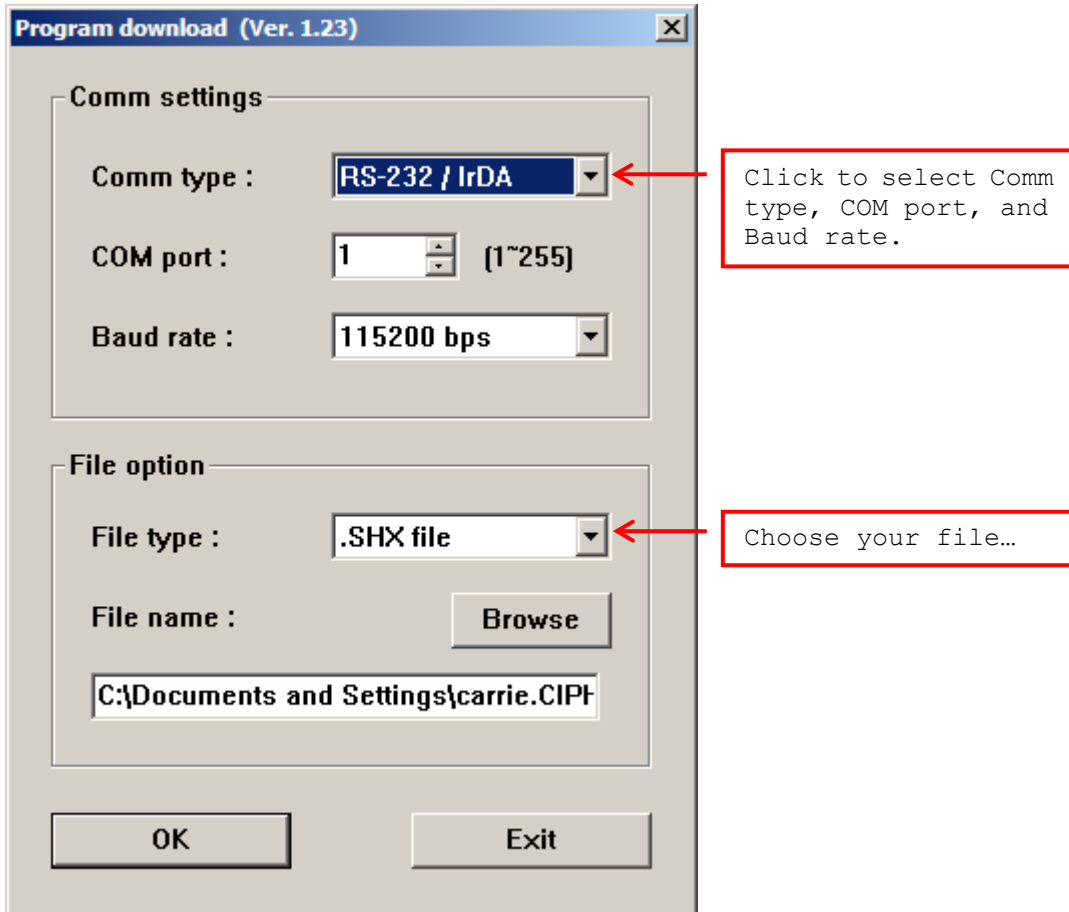 Program download (Ver. 1.23)
Comm settings
Comm type :
RS-232 / IrDA
Click to select Comm
type, COM port, and
Baud rate.
COM port :
1
(1~255)
Baud rate :
115200 bps
File option
File type :
.SHX file
Choose your file…
File name :
Browse
C:\Documents and Settings\carrie.CIPH
OK
Exit